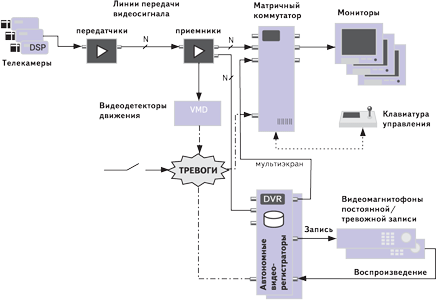 Линии передачи
видеосигнала
Матричный
коммутатор
Мониторы
передатчики
приемники
N
N
N
DSP
Телекамеры
Видеодетекторы
движения
VMD
Клавиатура
управления
мультиэкран
ТРЕВОГИ
DVR
Автономные
видео-
регистраторы
Видеомагнитофоны
постоянной/
тревожной записи
Запись
Воспроизведение